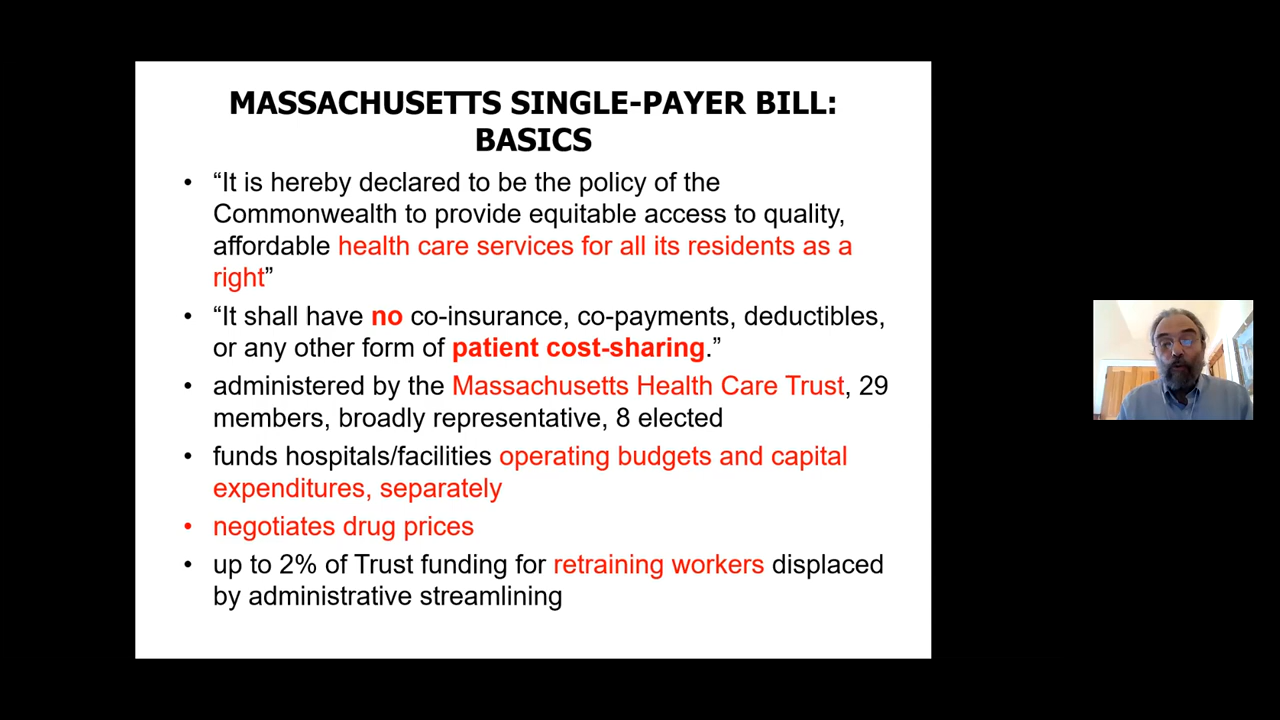 MASSACHUSETTS SINGLE-PAYER BILL:
BASICS
• “It is hereby declared to be the policy of the
Commonwealth to provide equitable access to quality,
affordable health care services for all its residents as a
right”
• “It shall have no co-insurance, co-payments, deductibles,
or any other form of patient cost-sharing.”
• administered by the Massachusetts Health Care Trust, 29
members, broadly representative, 8 elected
• funds hospitals/facilities operating budgets and capital
expenditures, separately
• negotiates drug prices
• up to 2% of Trust funding for retraining workers displaced
by administrative streamlining